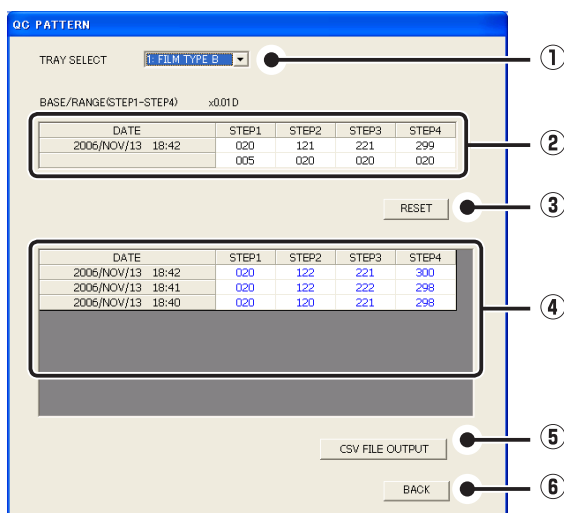 QC PATTERN
TRAY SELECT 1: FILM TYPE B ①
BASE/RANGE(STEP1-STEP4) x0.01D
DATE STEP1 STEP2 STEP3 STEP4
2006/NOV/13 18:42 020 121 221 299 ②
005 020 020 020
RESET ③
DATE STEP1 STEP2 STEP3 STEP4
2006/NOV/13 18:42 020 122 221 300
2006/NOV/13 18:41 020 122 222 298
2006/NOV/13 18:40 020 120 221 298 ④
CSV FILE OUTPUT ⑤
BACK ⑥